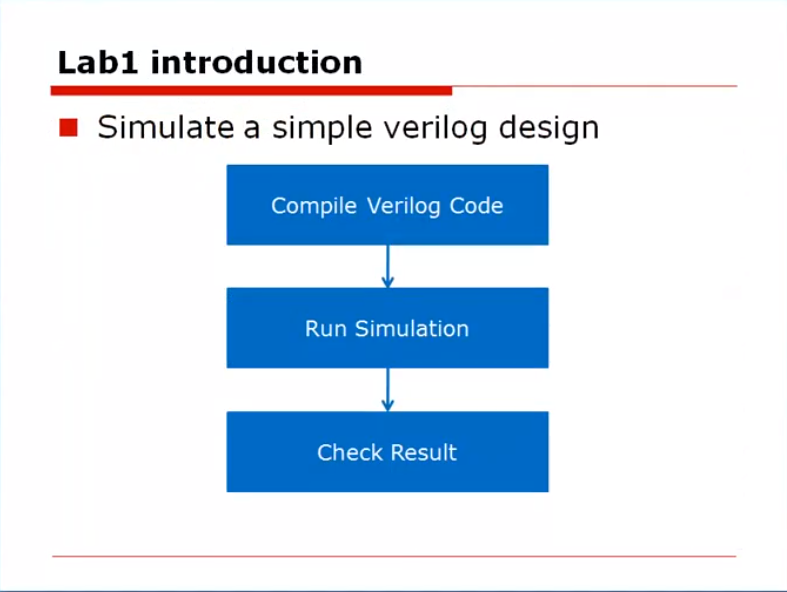 Lab1 introduction
Simulate a simple verilog design
Compile Verilog Code
Run Simulation
Check Result